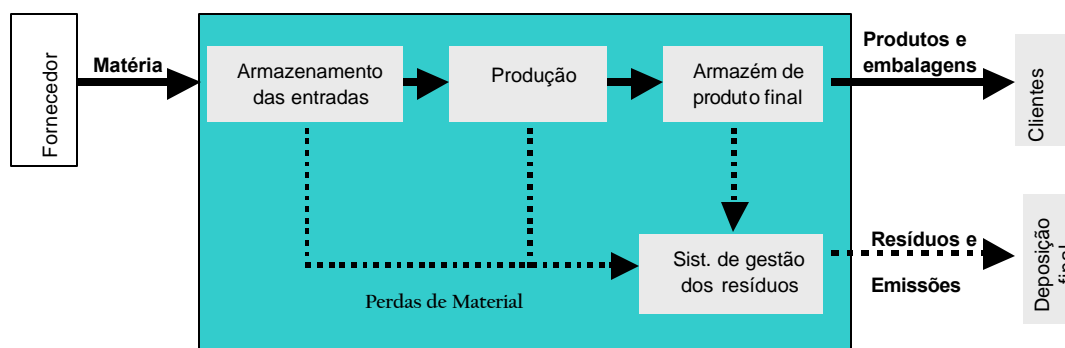 Fornecedor
Matéria
Armazenamento
das entradas
Produção
Armazém de
produto final
Produtos e
embalagens
Clientes
Sist. de gestão
dos resíduos
Perdas de Material
Resíduos e
Emissões
Deposição
final